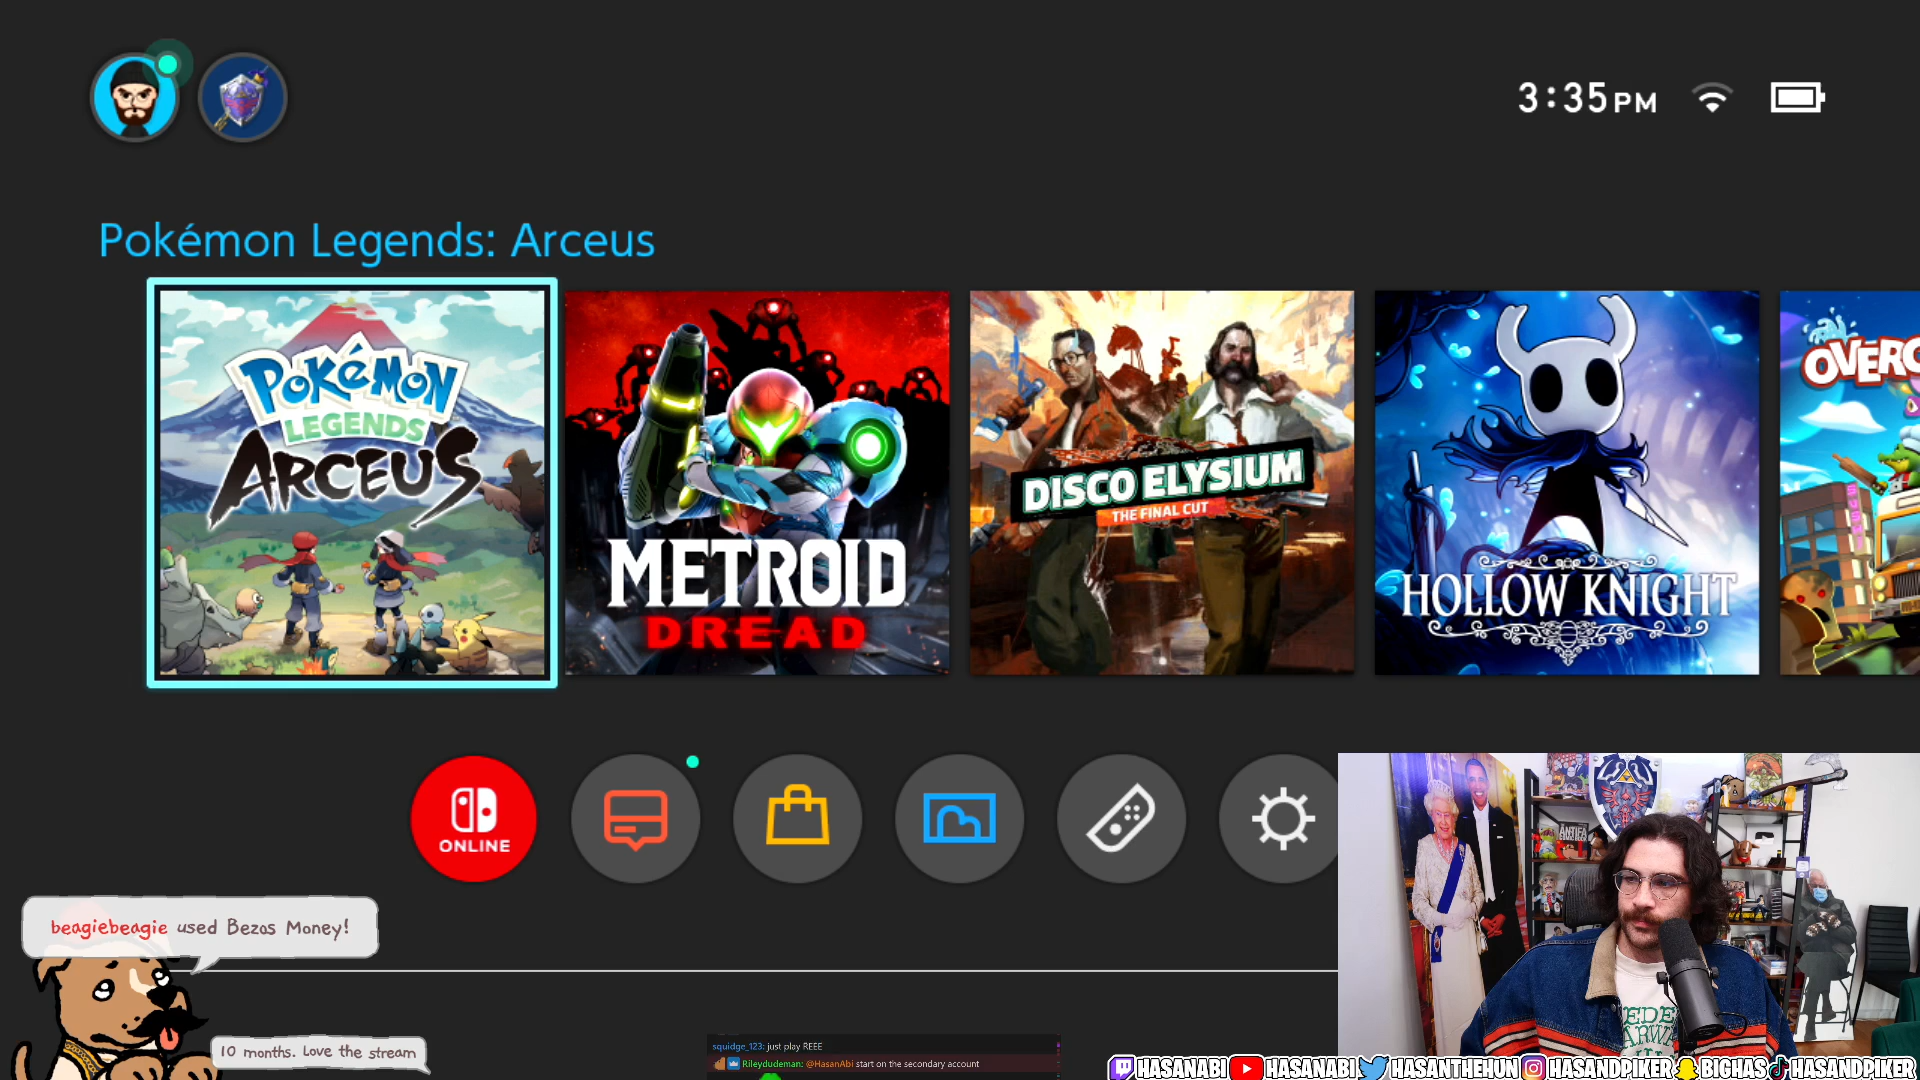 3:35PM
Pokémon Legends: Arceus
POKéMON
LEGENDS
ARCEUS
METROID
DREAD
DISCO ELYSIUM
THE FINAL CUT
HOLLOW KNIGHT
OVERC
SUSHI
ONLINE
beagiebeagie used Bezos Money!
10 months. Love the stream
squidge_123: just play REEE
Rileydudeman: @HasanAbi start on the secondary account
ANTIFA
HASANABI HASANABI HASANTHEHUN HASANDPIKER BIGHAS HASANDPIKER